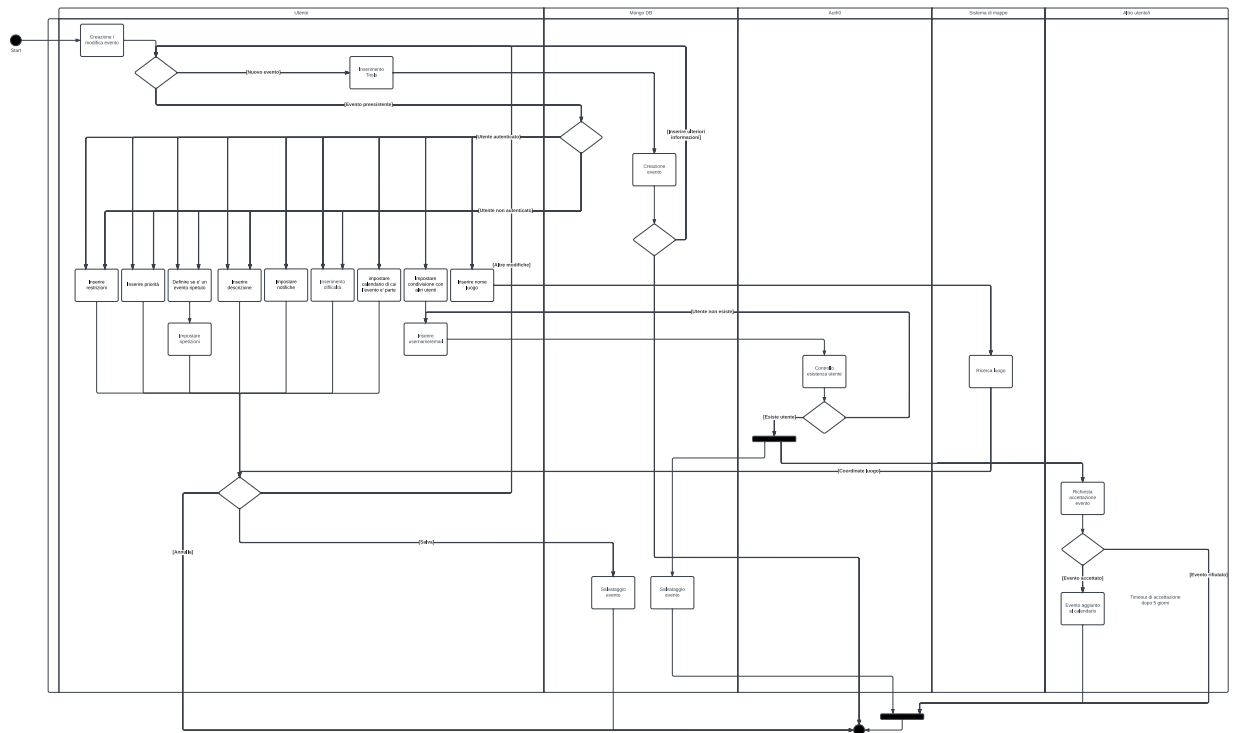 Utente
Mongo DB
Auth0
Sistema di mappe
Altro utente/i
Start
Creazione /
modifica evento
[Nuovo evento]
Inserimento
Titolo
[Evento preesistente]
[Inserire ulteriori
informazioni]
[Utente autenticato]
Creazione
evento
[Utente non autenticato]
[Altre modifiche]
Inserire
restrizioni
Inserire priorità
Definire se e' un
evento ripetuto
Inserire
descrizione
Impostare
notifiche
Inserimento
difficoltà
Impostare
calendario di cui
l'evento e' parte
Impostare
condivisione con
altri utenti
Inserire nome
luogo
[Utente non esiste]
Impostare
ripetizioni
Inserire
username/email
Controllo
esistenza utente
Ricerca luogo
[Esiste utente]
[Coordinate luogo]
Richiesta
accettazione
evento
[Salva]
[Annulla]
[Evento accettato]
[Evento rifiutato]
Salvataggio
evento
Salvataggio
evento
Evento aggiunto
al calendario
Timeout di accettazione
dopo 5 giorni